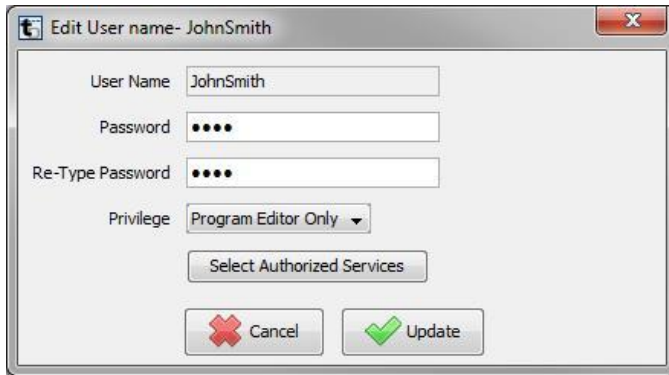 Edit User name- JohnSmith
User Name JohnSmith
Password ••••
Re-Type Password ••••
Privilege Program Editor Only
Select Authorized Services
Cancel Update